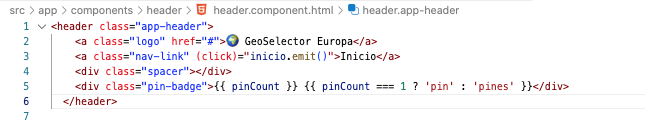 src > app > components > header > header.component.html > header.app-header
1 <header class="app-header">
2 <a class="logo" href="#">🌍 GeoSelector Europa</a>
3 <a class="nav-link" (click)="inicio.emit()">Inicio</a>
4 <div class="spacer"></div>
5 <div class="pin-badge">{{ pinCount }} {{ pinCount === 1 ? 'pin' : 'pines' }}</div>
6 </header>
7